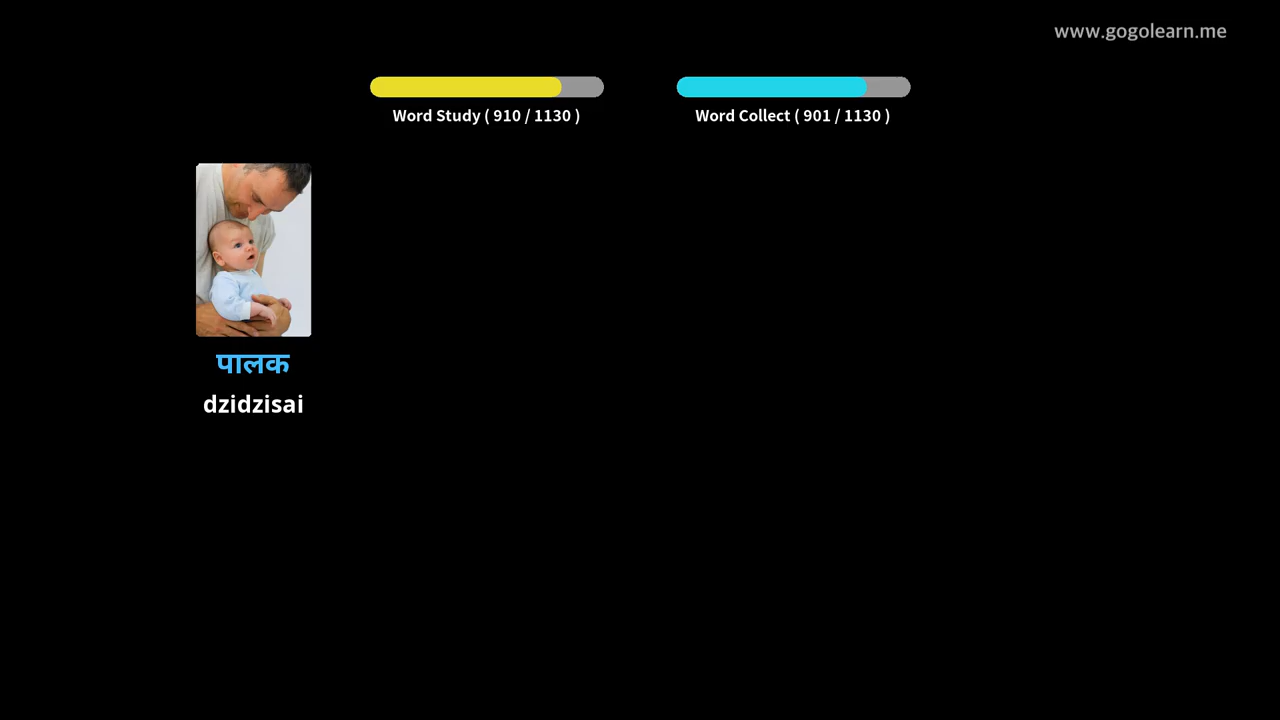 www.gogolearn.me
Word Study ( 910 / 1130 )
Word Collect ( 901 / 1130 )
पालक
dzidzisai